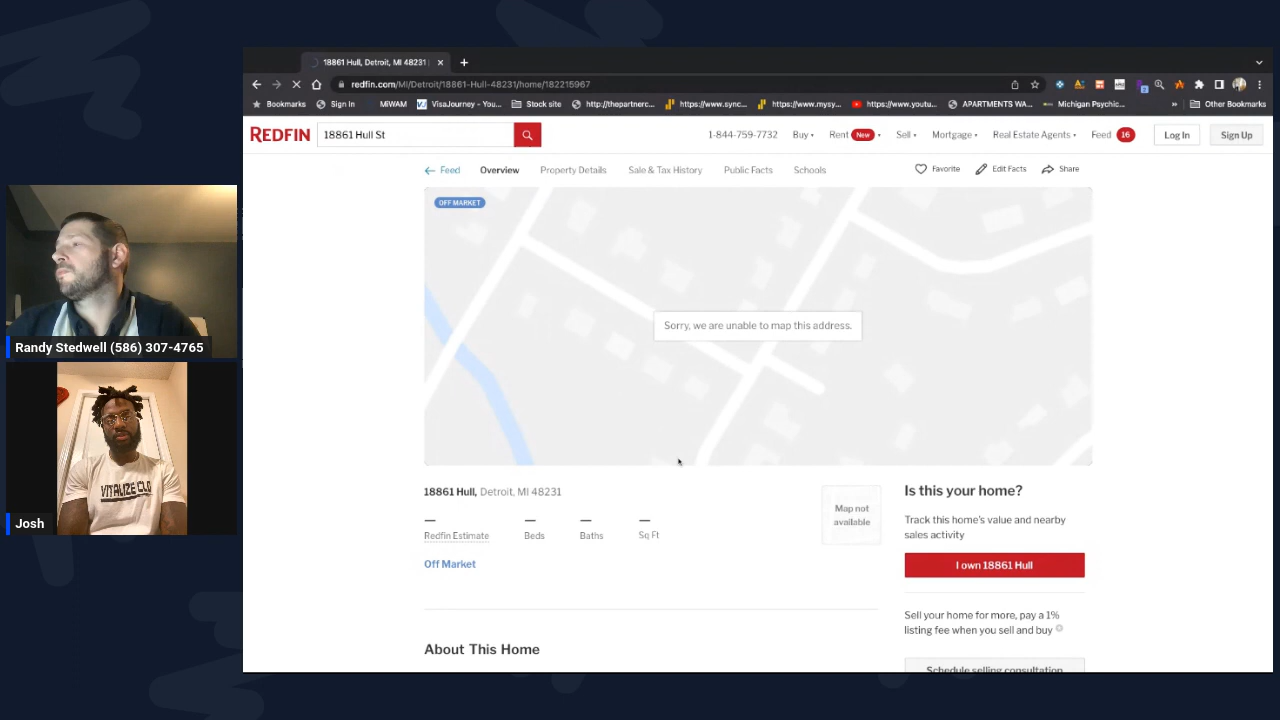 18861 Hull, Detroit, MI 48231
redfin.com/MI/Detroit/18861-Hull-48231/home/182215967
Bookmarks
Sign In
MiWAM
VisaJourney - You...
Stock site
http://thepartnerc...
https://www.sync...
https://www.mysy...
https://www.youtu...
APARTMENTS WA...
Michigan Psychic...
»
Other Bookmarks
REDFIN
18861 Hull St
1-844-759-7732
Buy
Rent New
Sell
Mortgage
Real Estate Agents
Feed 16
Log In
Sign Up
Feed
Overview
Property Details
Sale & Tax History
Public Facts
Schools
Favorite
Edit Facts
Share
OFF MARKET
Sorry, we are unable to map this address.
Randy Stedwell (586) 307-4765
VITALIZE CLO
Josh
18861 Hull, Detroit, MI 48231
— — — —
Redfin Estimate Beds Baths Sq Ft
Off Market
Map not
available
About This Home
Is this your home?
Track this home's value and nearby
sales activity
I own 18861 Hull
Sell your home for more, pay a 1%
listing fee when you sell and buy
Schedule selling consultation